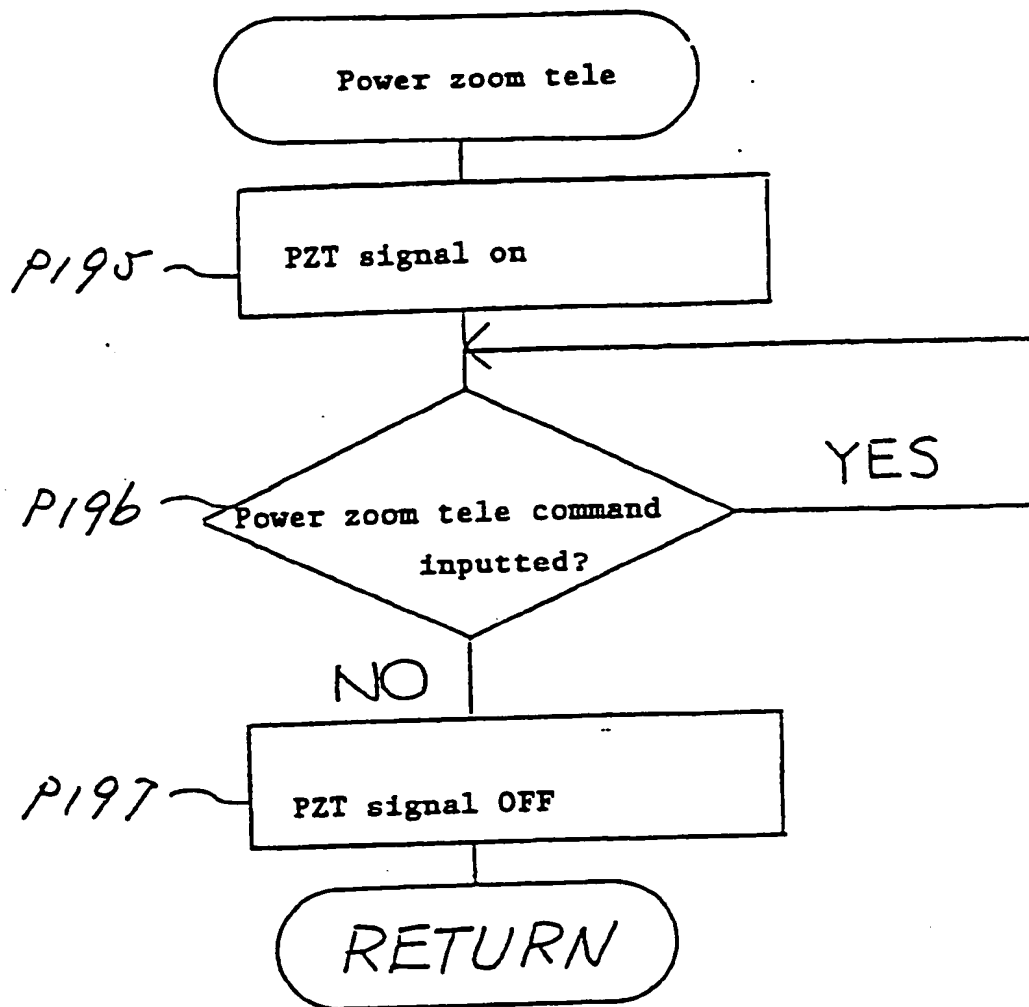 Power zoom tele
P195
PZT signal on
YES
P196
Power zoom tele command
inputted?
NO
P197
PZT signal OFF
RETURN